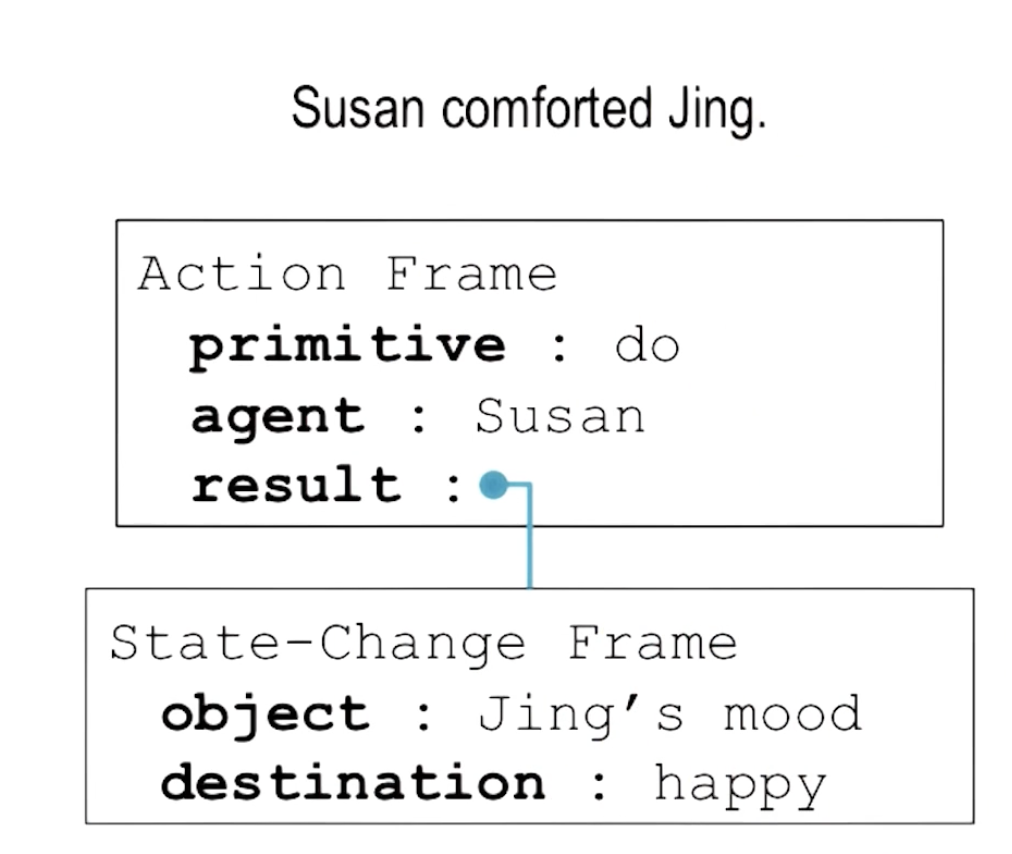 Susan comforted Jing.
Action Frame
primitive : do
agent : Susan
result :
State-Change Frame
object : Jing’s mood
destination : happy